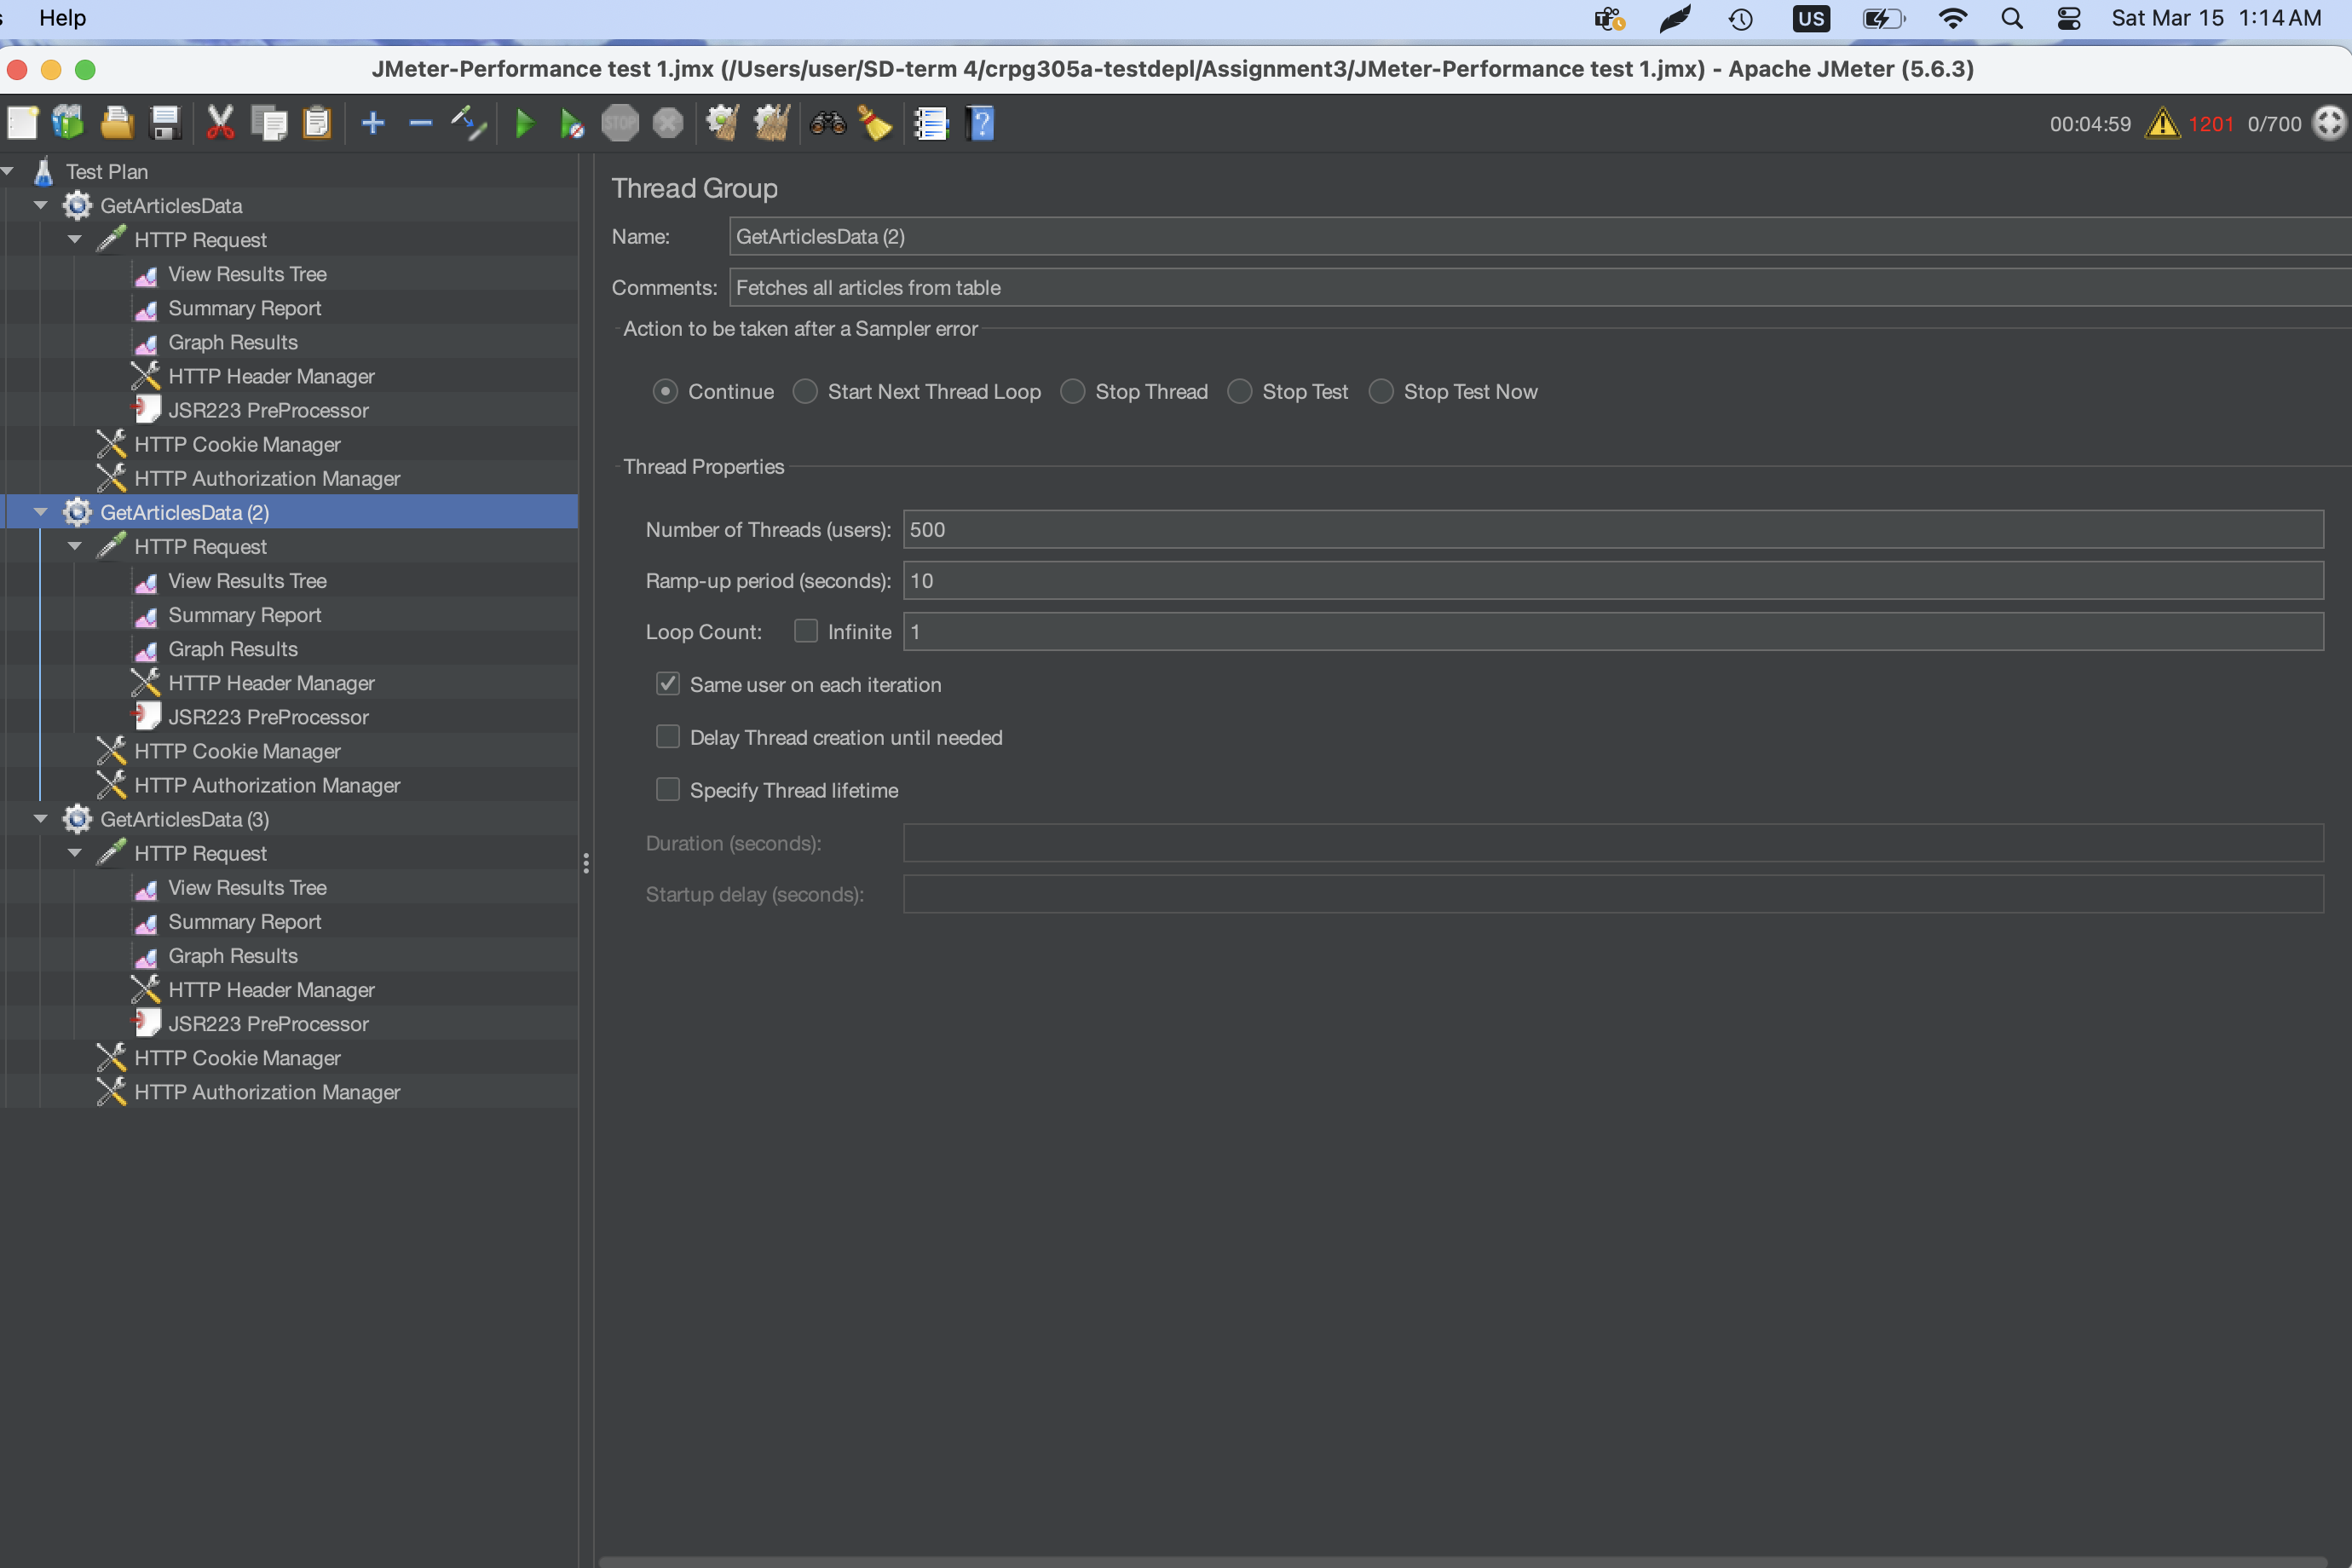 s Help US Sat Mar 15 1:14 AM
JMeter-Performance test 1.jmx (/Users/user/SD-term 4/crpg305a-testdepl/Assignment3/JMeter-Performance test 1.jmx) - Apache JMeter (5.6.3)
STOP ? 00:04:59 1201 0/700
Test Plan
GetArticlesData
HTTP Request
View Results Tree
Summary Report
Graph Results
HTTP Header Manager
JSR223 PreProcessor
HTTP Cookie Manager
HTTP Authorization Manager
GetArticlesData (2)
HTTP Request
View Results Tree
Summary Report
Graph Results
HTTP Header Manager
JSR223 PreProcessor
HTTP Cookie Manager
HTTP Authorization Manager
GetArticlesData (3)
HTTP Request
View Results Tree
Summary Report
Graph Results
HTTP Header Manager
JSR223 PreProcessor
HTTP Cookie Manager
HTTP Authorization Manager
Thread Group
Name: GetArticlesData (2)
Comments: Fetches all articles from table
Action to be taken after a Sampler error
Continue Start Next Thread Loop Stop Thread Stop Test Stop Test Now
Thread Properties
Number of Threads (users): 500
Ramp-up period (seconds): 10
Loop Count: Infinite 1
Same user on each iteration
Delay Thread creation until needed
Specify Thread lifetime
Duration (seconds):
Startup delay (seconds):